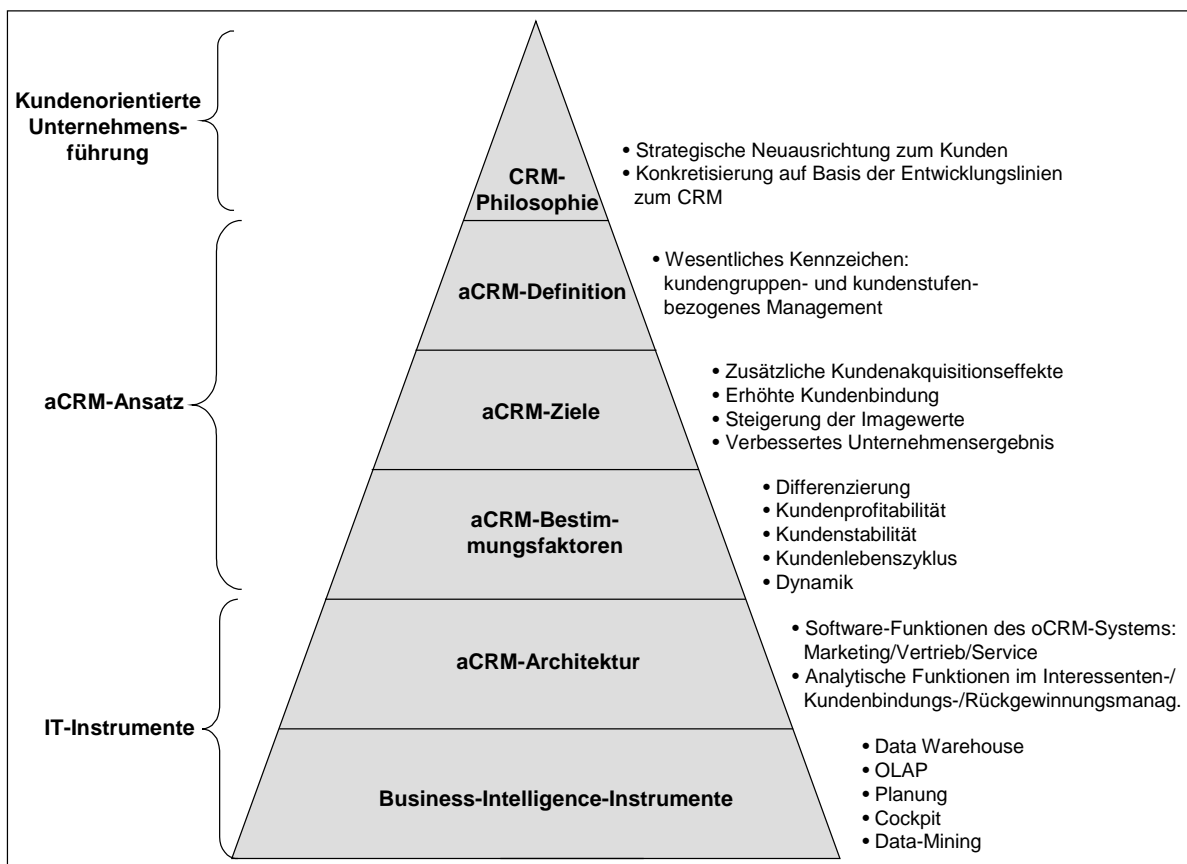 Kundenorientierte
Unternehmens-
führung
CRM-
Philosophie
• Strategische Neuausrichtung zum Kunden
• Konkretisierung auf Basis der Entwicklungslinien
zum CRM
aCRM-Ansatz
aCRM-Definition
• Wesentliches Kennzeichen:
kundengruppen- und kundenstufen-
bezogenes Management
aCRM-Ziele
• Zusätzliche Kundenakquisitionseffekte
• Erhöhte Kundenbindung
• Steigerung der Imagewerte
• Verbessertes Unternehmensergebnis
aCRM-Bestim-
mungsfaktoren
• Differenzierung
• Kundenprofitabilität
• Kundenstabilität
• Kundenlebenszyklus
• Dynamik
IT-Instrumente
aCRM-Architektur
• Software-Funktionen des oCRM-Systems:
Marketing/Vertrieb/Service
• Analytische Funktionen im Interessenten-/
Kundenbindungs-/Rückgewinnungsmanag.
Business-Intelligence-Instrumente
• Data Warehouse
• OLAP
• Planung
• Cockpit
• Data-Mining